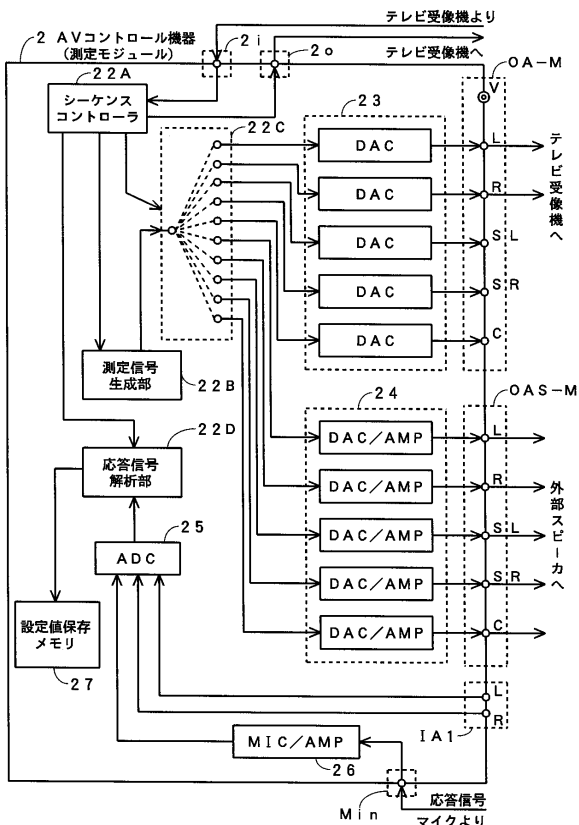 テレビ受像機より
2 AVコントロール機器
(測定モジュール)
2i
2o
テレビ受像機へ
22A
OA-M
シーケンス
コントローラ
22C
23
V
DAC
L
DAC
R
DAC
SL
DAC
SR
DAC
C
テレビ受像機へ
測定信号
生成部
22B
24
OAS-M
22D
応答信号
解析部
DAC/AMP
L
DAC/AMP
R
DAC/AMP
SL
DAC/AMP
SR
DAC/AMP
C
外部スピーカへ
25
ADC
設定値保存
メモリ
27
L
R
IA1
MIC/AMP
26
Min
応答信号
マイクより